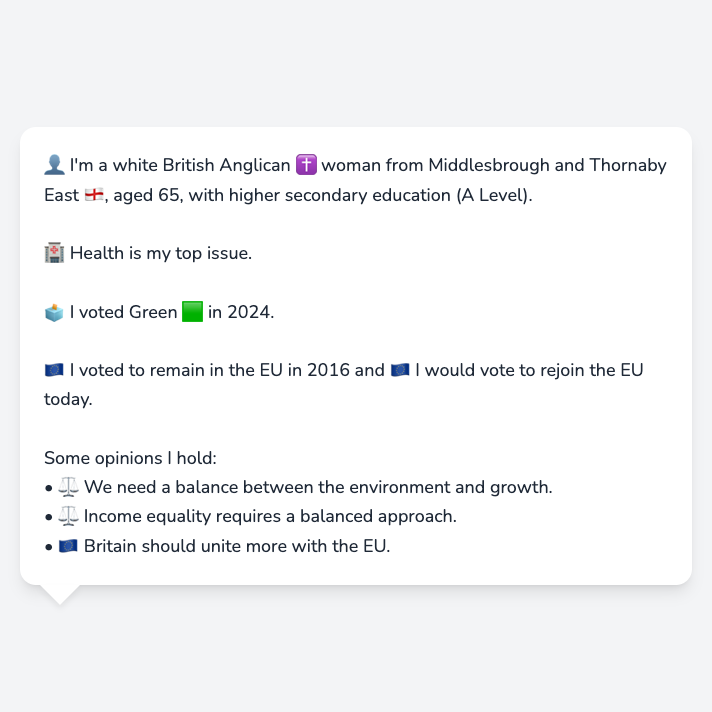 👤 I'm a white British Anglican ✝️ woman from Middlesbrough and Thornaby
East 🏴󠁧󠁢󠁥󠁮󠁧󠁿, aged 65, with higher secondary education (A Level).
🏥 Health is my top issue.
🗳️ I voted Green 🟩 in 2024.
🇪🇺 I voted to remain in the EU in 2016 and 🇪🇺 I would vote to rejoin the EU
today.
Some opinions I hold:
• ⚖️ We need a balance between the environment and growth.
• ⚖️ Income equality requires a balanced approach.
• 🇪🇺 Britain should unite more with the EU.